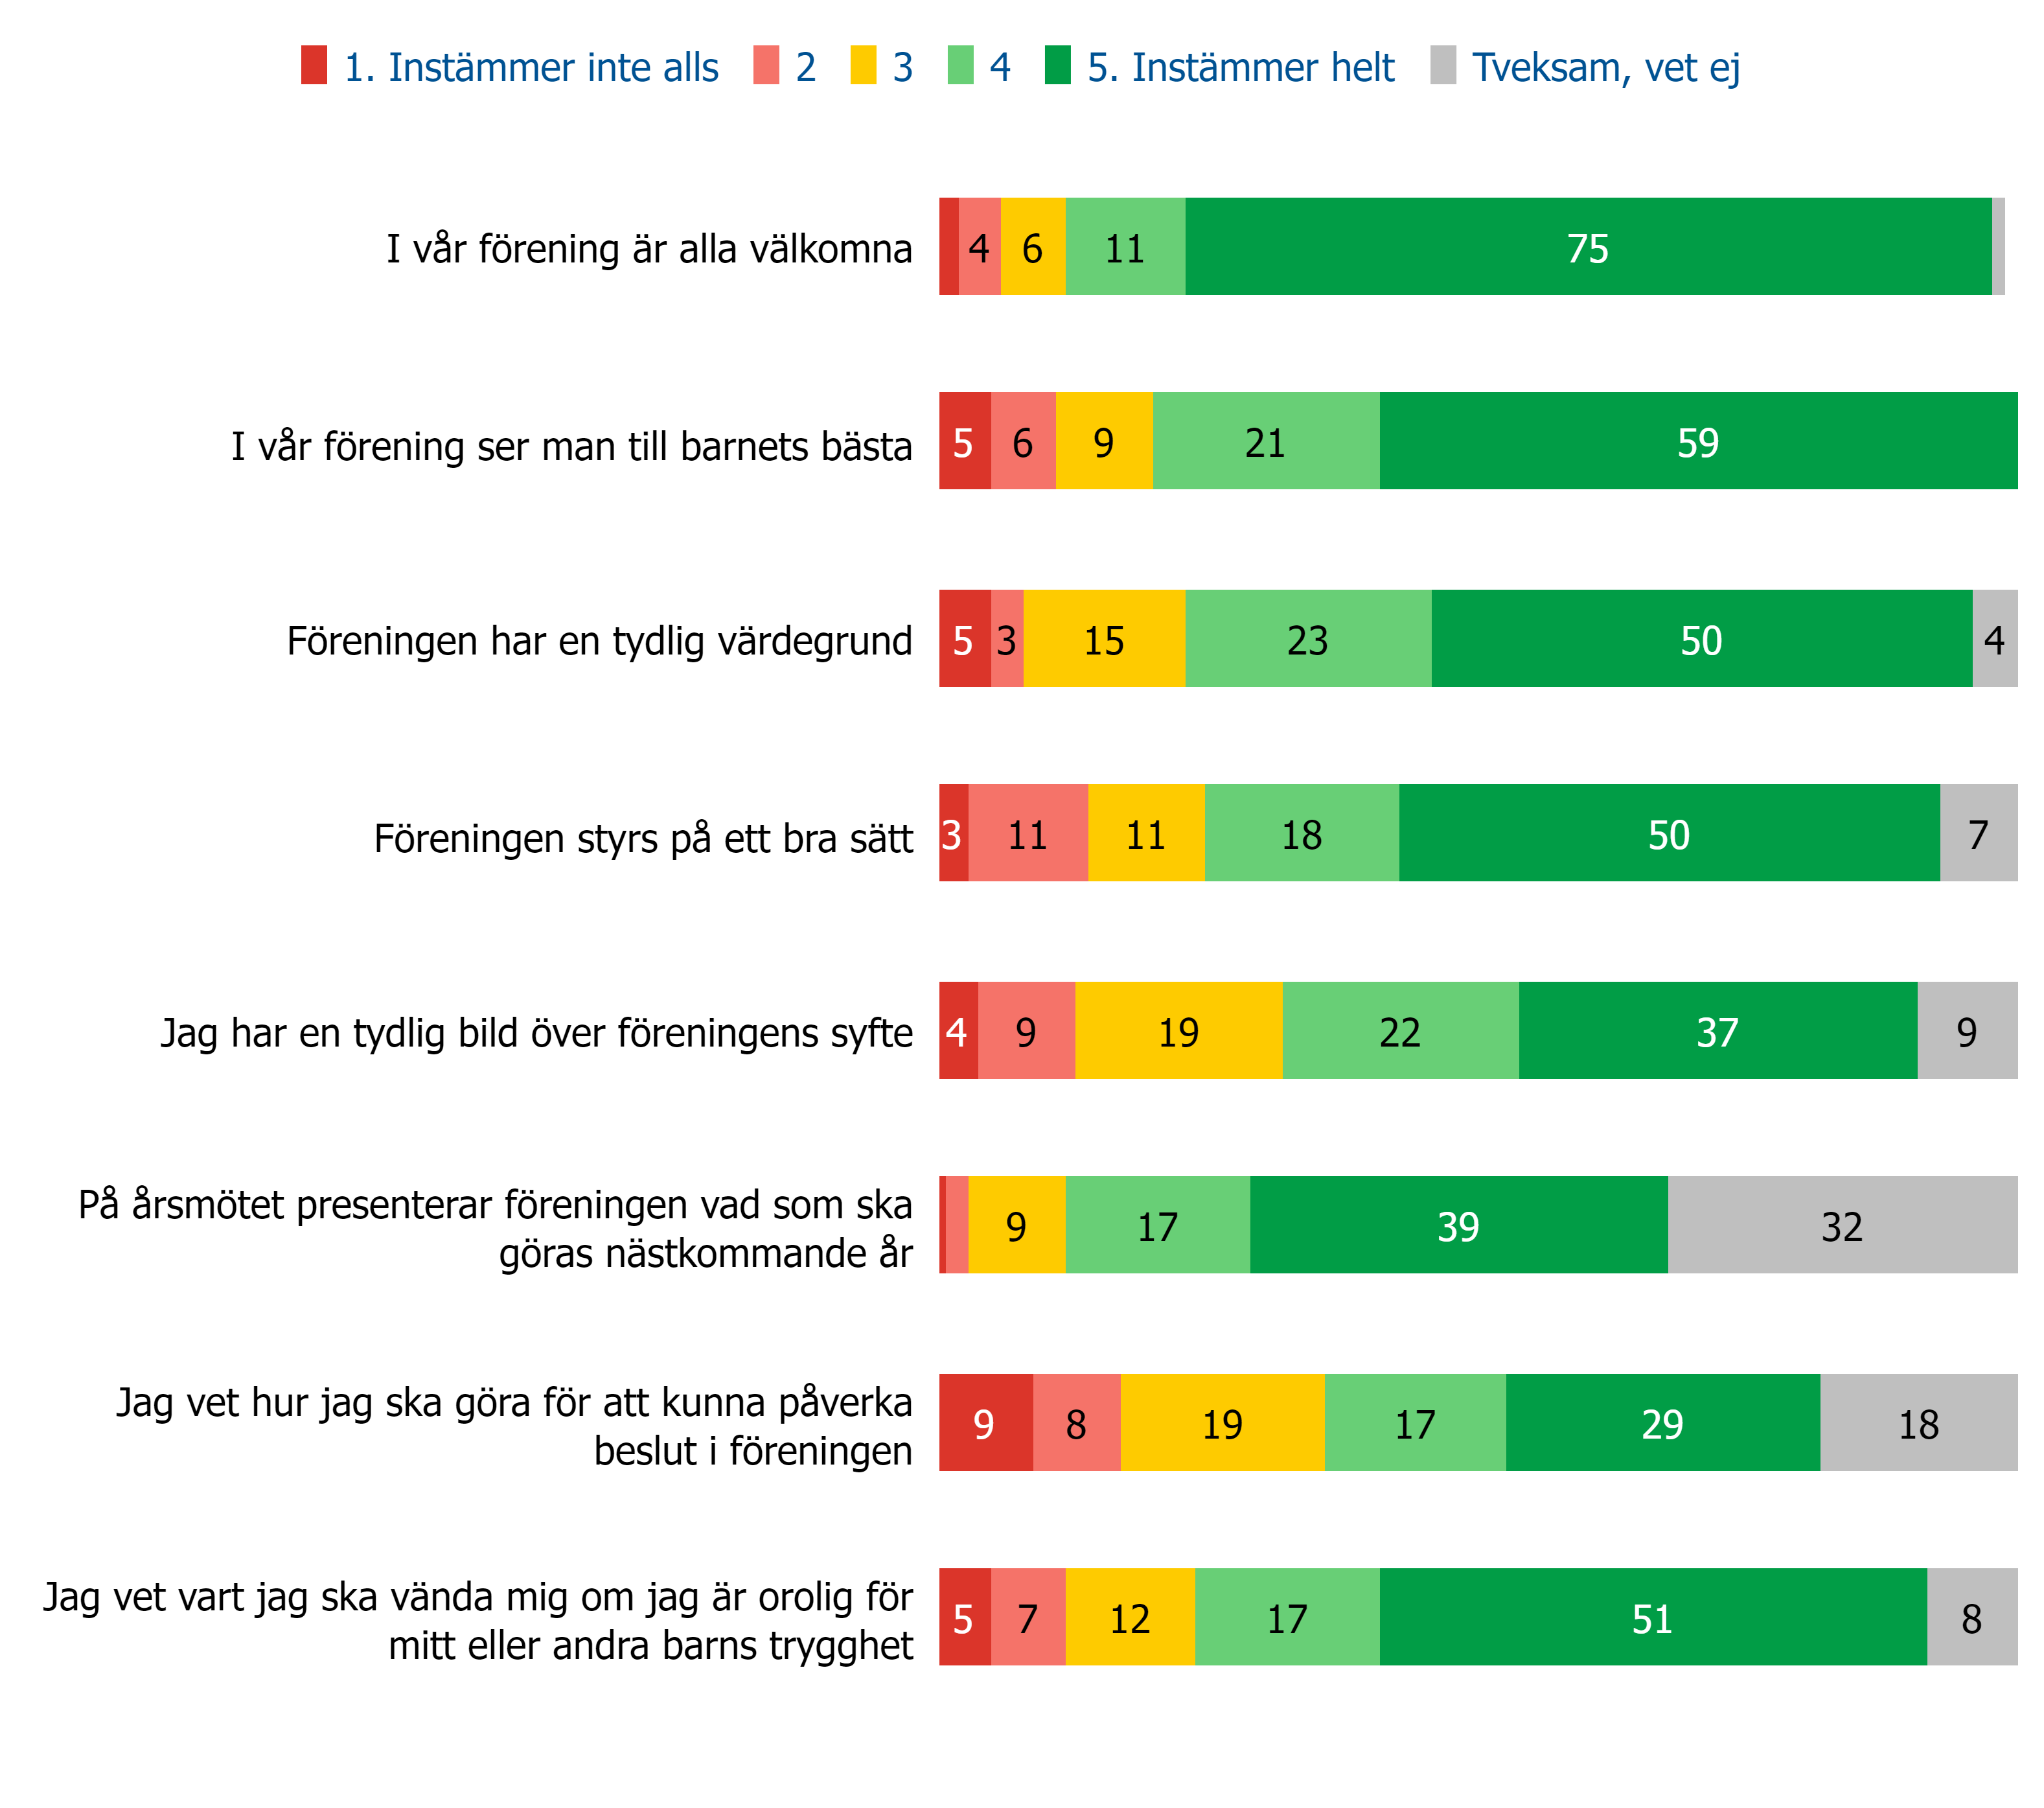 1. Instämmer inte alls 2 3 4 5. Instämmer helt Tveksam, vet ej
I vår förening är alla välkomna 4 6 11 75
I vår förening ser man till barnets bästa 5 6 9 21 59
Föreningen har en tydlig värdegrund 5 3 15 23 50 4
Föreningen styrs på ett bra sätt 3 11 11 18 50 7
Jag har en tydlig bild över föreningens syfte 4 9 19 22 37 9
På årsmötet presenterar föreningen vad som ska
göras nästkommande år
9 17 39 32
Jag vet hur jag ska göra för att kunna påverka
beslut i föreningen
9 8 19 17 29 18
Jag vet vart jag ska vända mig om jag är orolig för
mitt eller andra barns trygghet
5 7 12 17 51 8